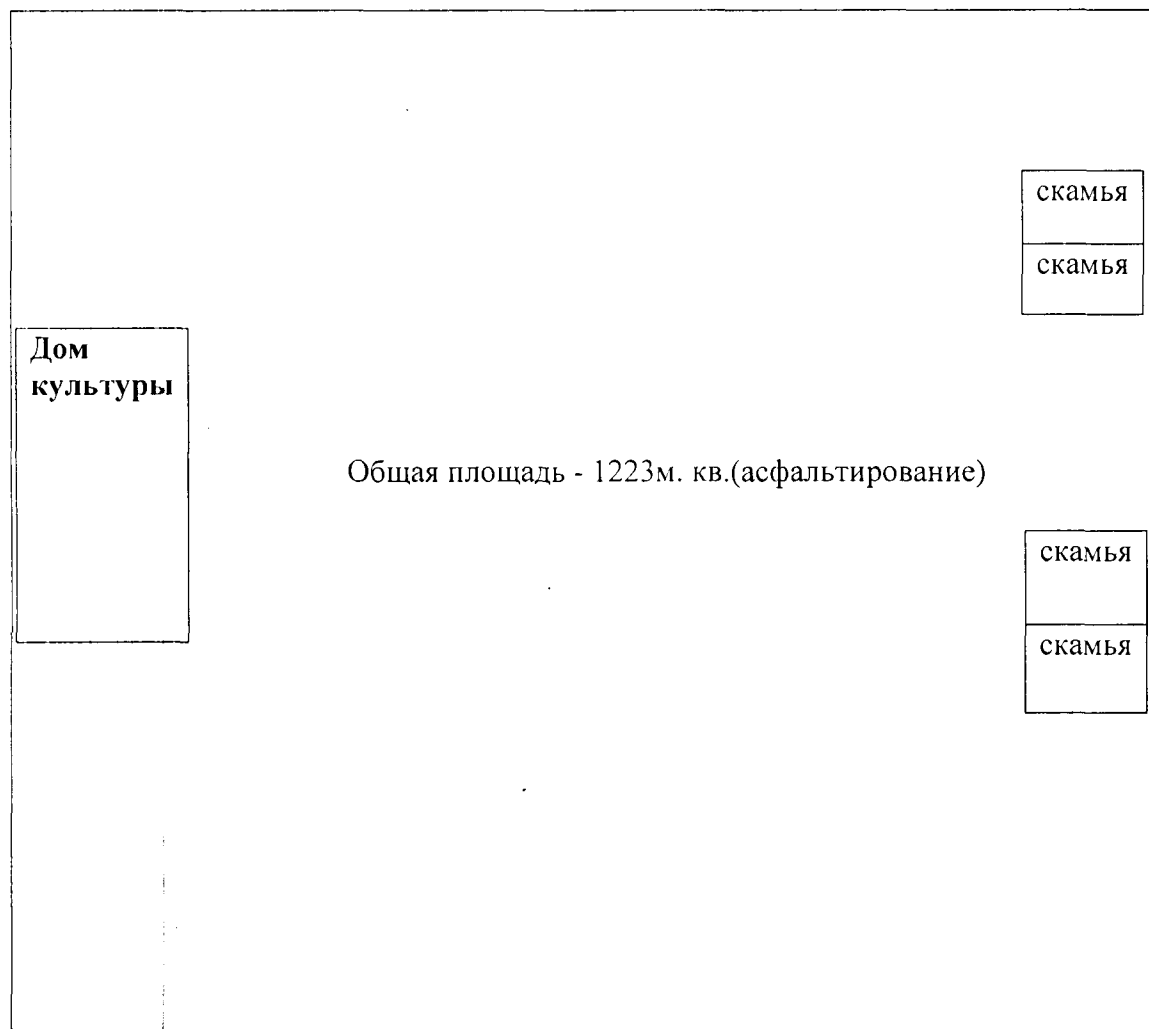 скамья
скамья
Дом
культуры
Общая площадь - 1223м. кв.(асфальтирование)
скамья
скамья